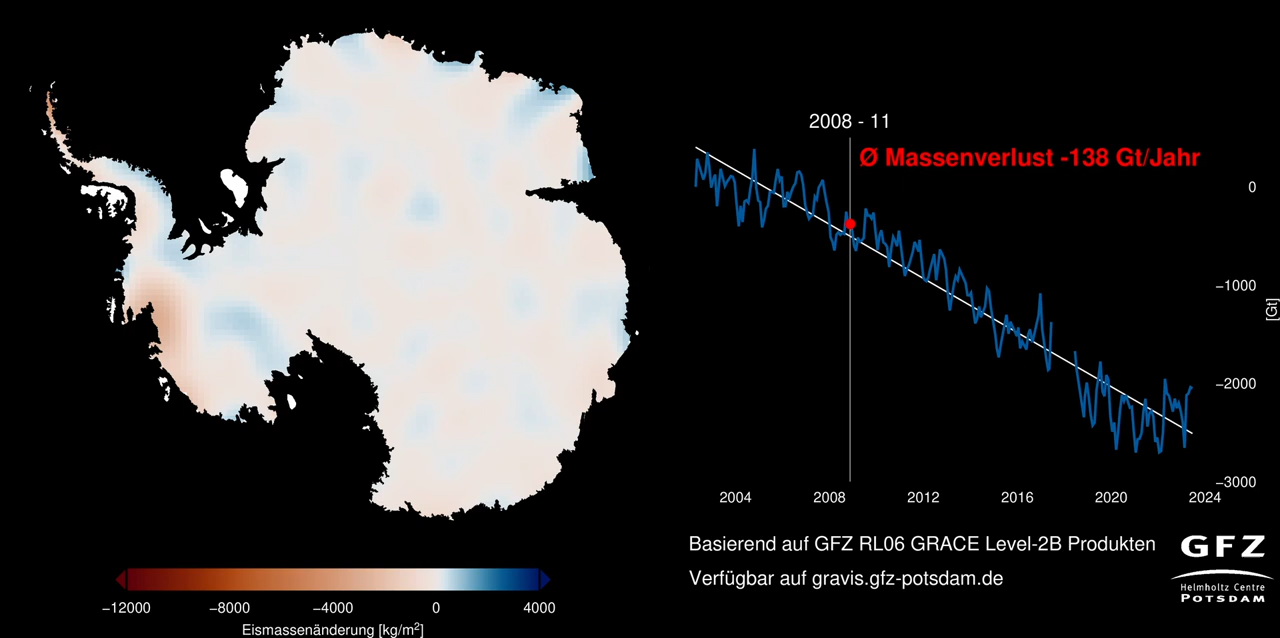 2008 - 11
Ø Massenverlust -138 Gt/Jahr
0
−1000
[Gt]
−2000
−3000
2004 2008 2012 2016 2020 2024
Basierend auf GFZ RL06 GRACE Level-2B Produkten
Verfügbar auf gravis.gfz-potsdam.de
GFZ
Helmholtz Centre
POTSDAM
−12000 −8000 −4000 0 4000
Eismassenänderung [kg/m²]